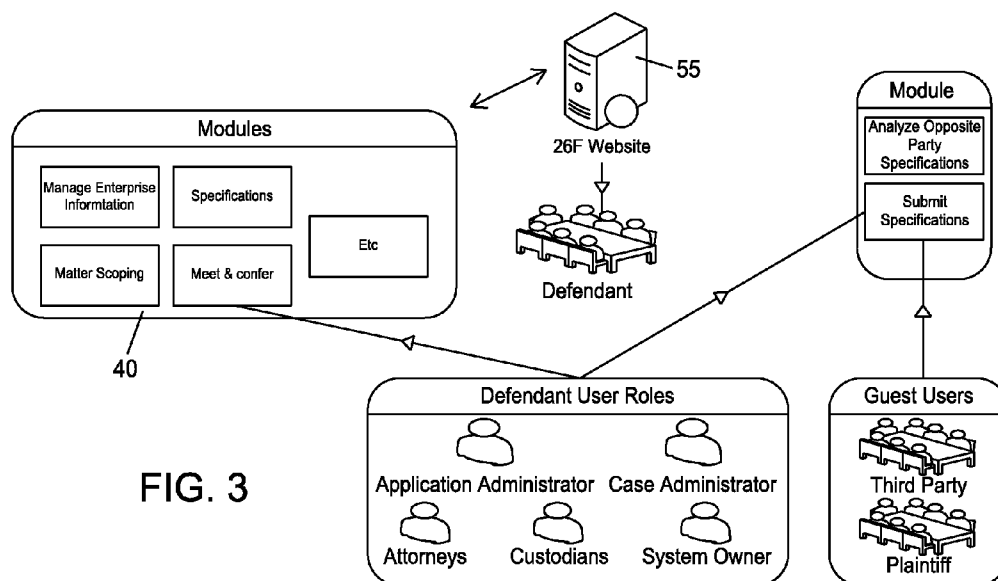 55
26F Website
Defendant
Modules
Manage Enterprise
Informtation
Specifications
Etc
Matter Scoping
Meet & confer
40
Module
Analyze Opposite
Party
Specifications
Submit
Specifications
Defendant User Roles
Application Administrator
Case Administrator
Attorneys
Custodians
System Owner
Guest Users
Third Party
Plaintiff
FIG. 3